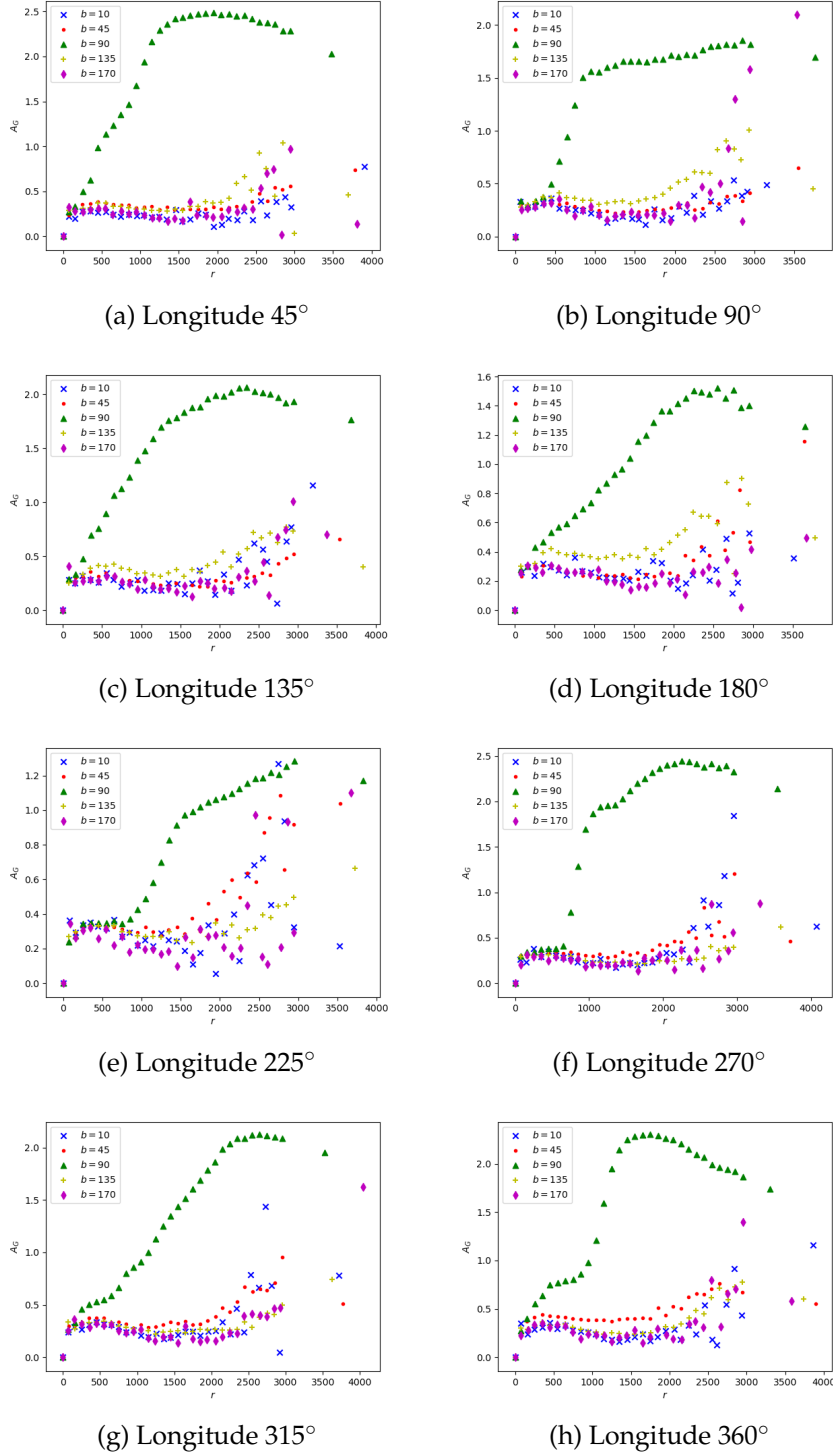 2.5
2.0
1.5
1.0
0.5
0.0
A_G
b = 10
b = 45
b = 90
b = 135
b = 170
0 500 1000 1500 2000 2500 3000 3500 4000
r
(a) Longitude 45°
2.0
1.5
1.0
0.5
0.0
A_G
b = 10
b = 45
b = 90
b = 135
b = 170
0 500 1000 1500 2000 2500 3000 3500
r
(b) Longitude 90°
2.0
1.5
1.0
0.5
0.0
A_G
b = 10
b = 45
b = 90
b = 135
b = 170
0 500 1000 1500 2000 2500 3000 3500 4000
r
(c) Longitude 135°
1.6
1.4
1.2
1.0
0.8
0.6
0.4
0.2
0.0
A_G
b = 10
b = 45
b = 90
b = 135
b = 170
0 500 1000 1500 2000 2500 3000 3500
r
(d) Longitude 180°
1.2
1.0
0.8
0.6
0.4
0.2
0.0
A_G
b = 10
b = 45
b = 90
b = 135
b = 170
0 500 1000 1500 2000 2500 3000 3500 4000
r
(e) Longitude 225°
2.5
2.0
1.5
1.0
0.5
0.0
A_G
b = 10
b = 45
b = 90
b = 135
b = 170
0 500 1000 1500 2000 2500 3000 3500 4000
r
(f) Longitude 270°
2.0
1.5
1.0
0.5
0.0
A_G
b = 10
b = 45
b = 90
b = 135
b = 170
0 500 1000 1500 2000 2500 3000 3500 4000
r
(g) Longitude 315°
2.0
1.5
1.0
0.5
0.0
A_G
b = 10
b = 45
b = 90
b = 135
b = 170
0 500 1000 1500 2000 2500 3000 3500 4000
r
(h) Longitude 360°